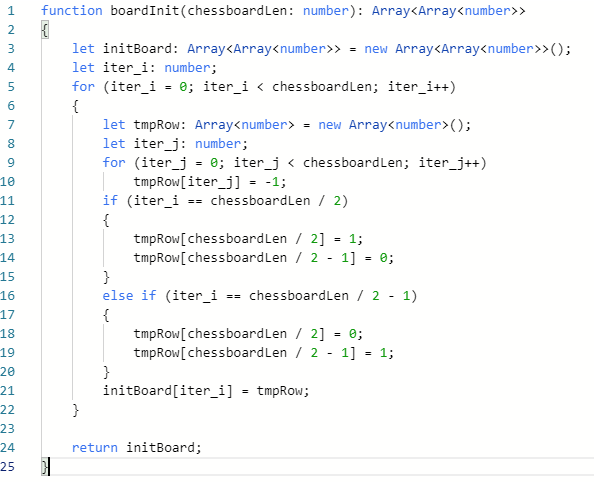 1 function boardInit(chessboardLen: number): Array<Array<number>>
2 {
3     let initBoard: Array<Array<number>> = new Array<Array<number>>();
4     let iter_i: number;
5     for (iter_i = 0; iter_i < chessboardLen; iter_i++)
6     {
7         let tmpRow: Array<number> = new Array<number>();
8         let iter_j: number;
9         for (iter_j = 0; iter_j < chessboardLen; iter_j++)
10             tmpRow[iter_j] = -1;
11         if (iter_i == chessboardLen / 2)
12         {
13             tmpRow[chessboardLen / 2] = 1;
14             tmpRow[chessboardLen / 2 - 1] = 0;
15         }
16         else if (iter_i == chessboardLen / 2 - 1)
17         {
18             tmpRow[chessboardLen / 2] = 0;
19             tmpRow[chessboardLen / 2 - 1] = 1;
20         }
21         initBoard[iter_i] = tmpRow;
22     }
23
24     return initBoard;
25 }